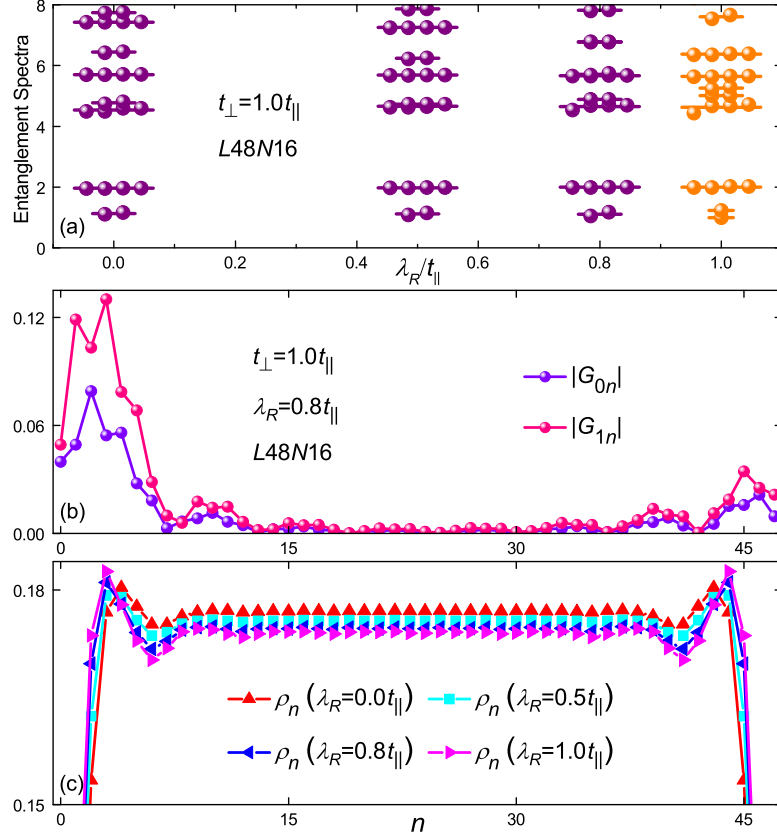 8
6
4
2
0
Entanglement Spectra
t⊥=1.0t||
L48N16
(a)
0.0 0.2 0.4 0.6 0.8 1.0
λR/t||
0.12
0.06
0.00
t⊥=1.0t||
λR=0.8t||
L48N16
|G0n|
|G1n|
(b)
0 15 30 45
0.18
0.15
ρn (λR=0.0t||) ρn (λR=0.5t||)
ρn (λR=0.8t||) ρn (λR=1.0t||)
(c)
0 15 30 45
n